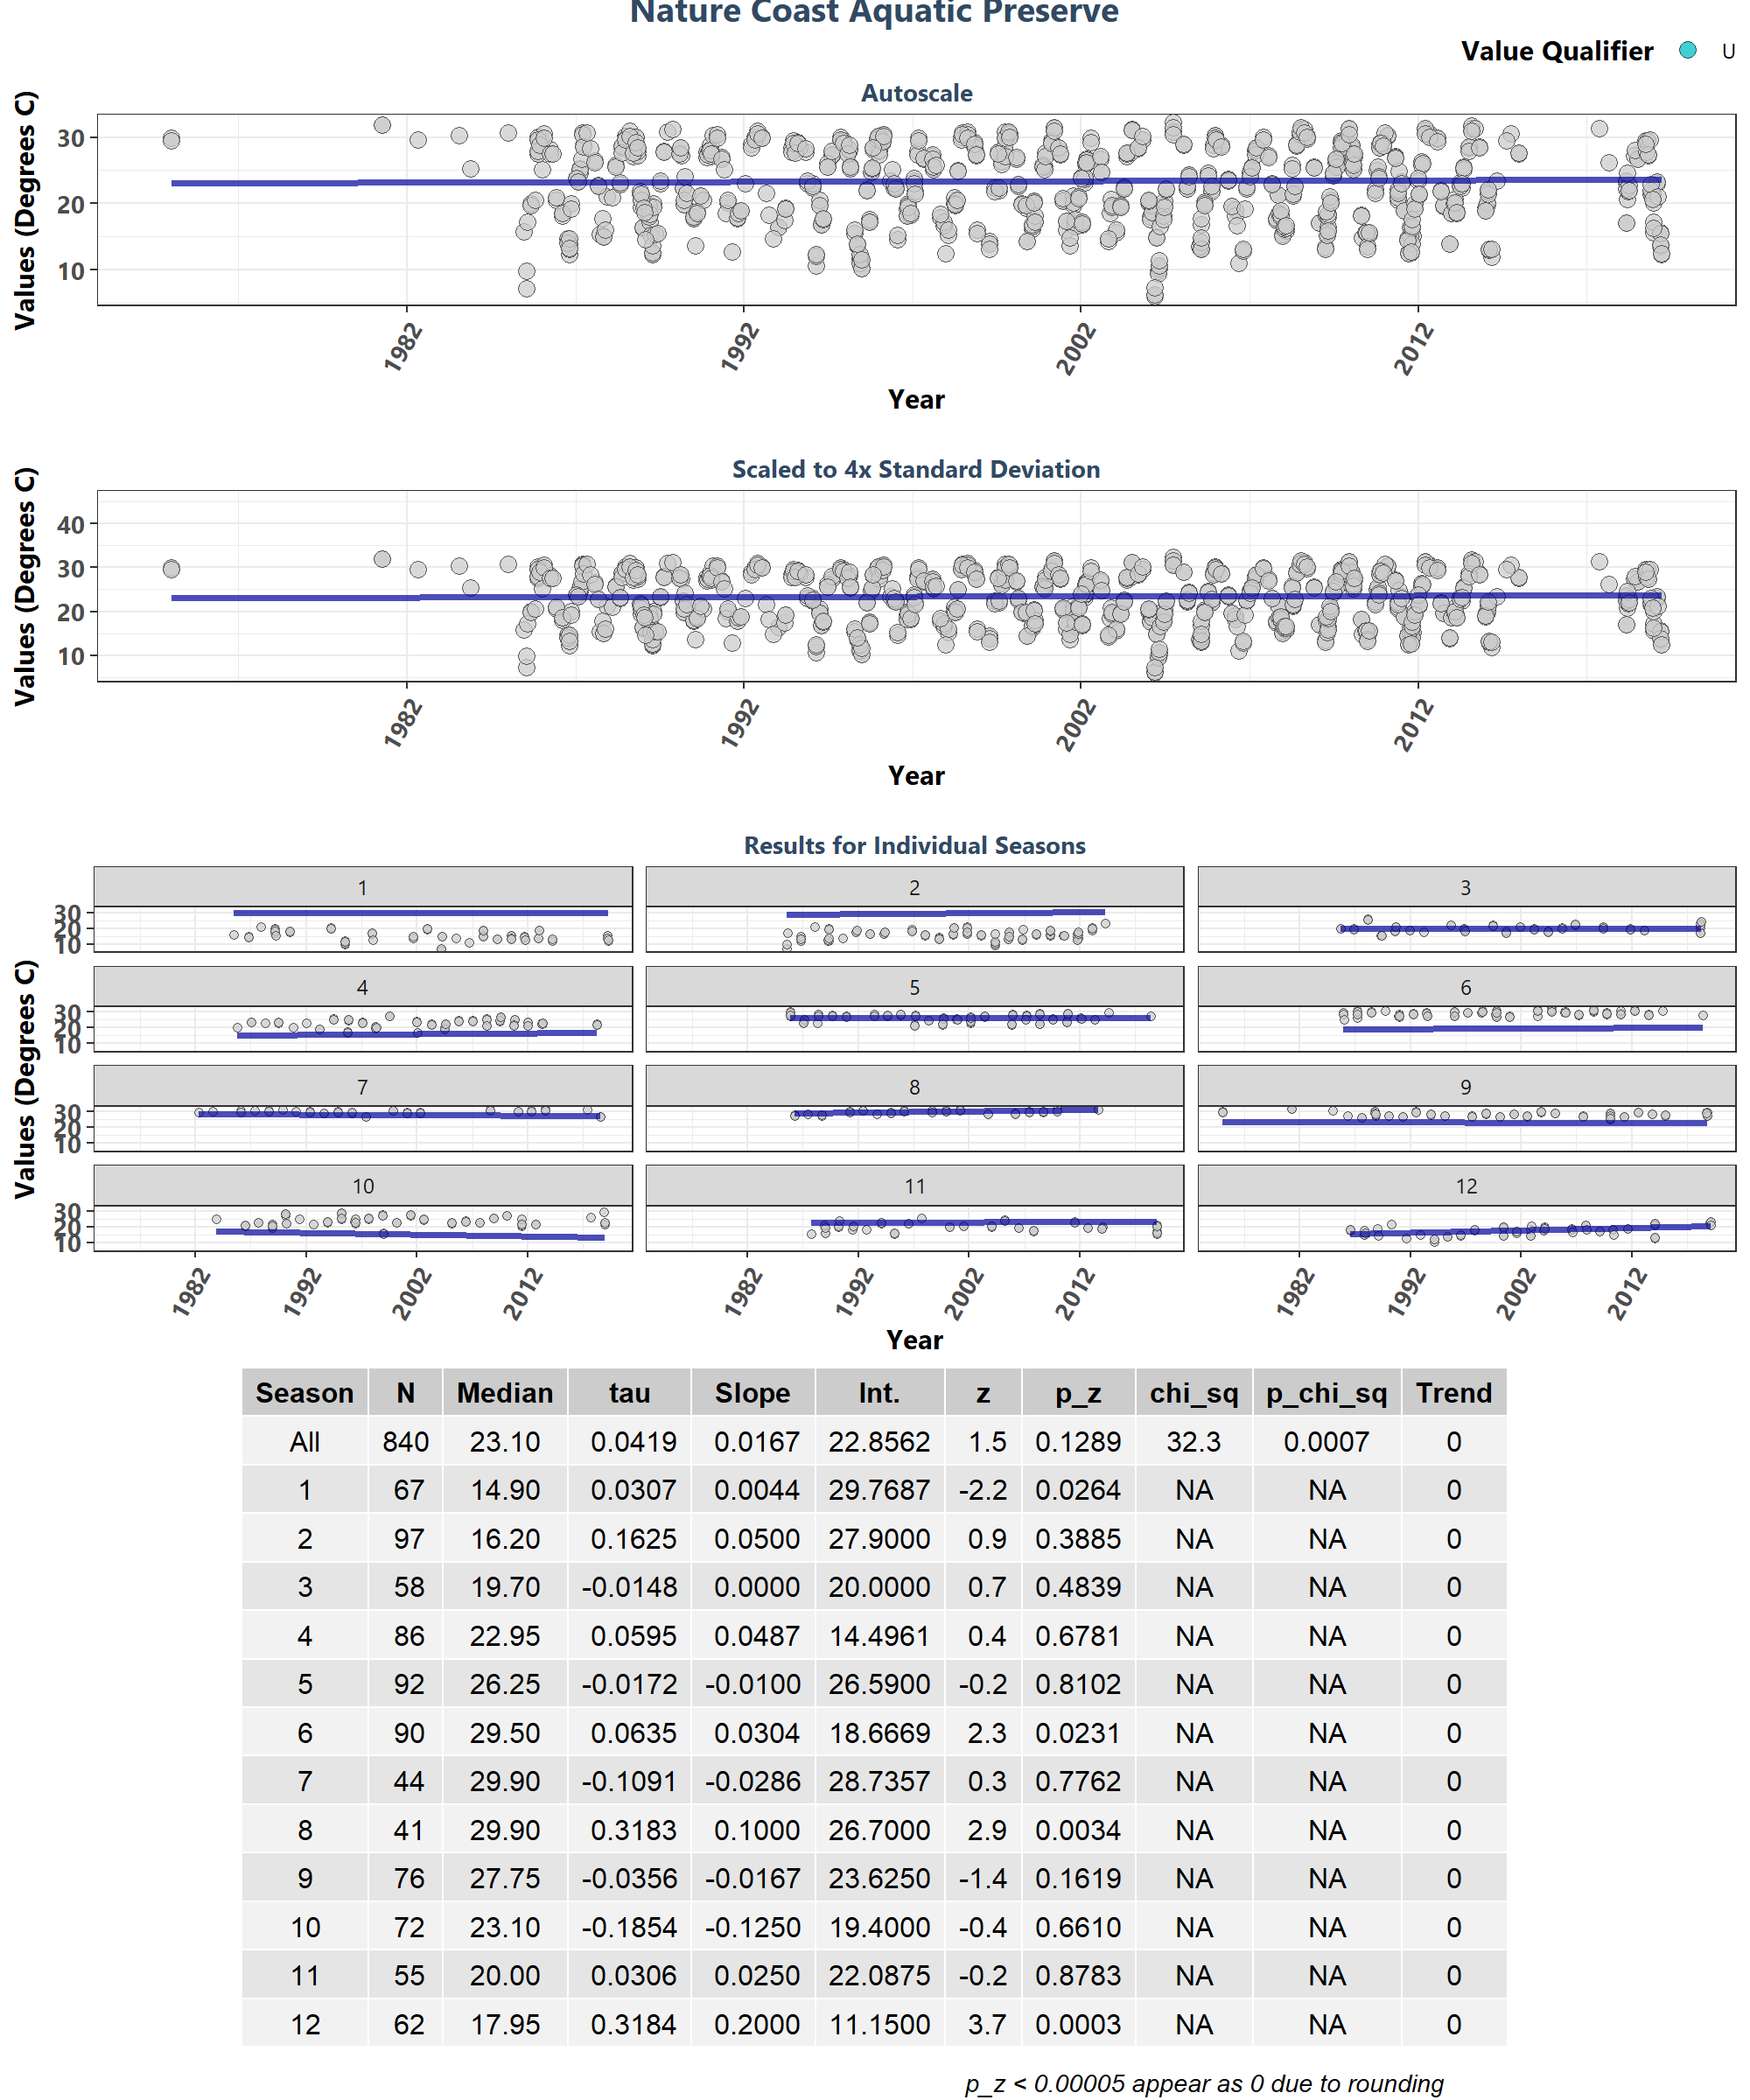 Nature Coast Aquatic Preserve
Value Qualifier U
Autoscale
Values (Degrees C)
30
20
10
1982 1992 2002 2012
Year
Scaled to 4x Standard Deviation
Values (Degrees C)
40
30
20
10
1982 1992 2002 2012
Year
Results for Individual Seasons
Values (Degrees C)
1 2 3
30
20
10
4 5 6
30
20
10
7 8 9
30
20
10
10 11 12
30
20
10
1982 1992 2002 2012 1982 1992 2002 2012 1982 1992 2002 2012
Year
Season N Median tau Slope Int. z p_z chi_sq p_chi_sq Trend
All 840 23.10 0.0419 0.0167 22.8562 1.5 0.1289 32.3 0.0007 0
1 67 14.90 0.0307 0.0044 29.7687 -2.2 0.0264 NA NA 0
2 97 16.20 0.1625 0.0500 27.9000 0.9 0.3885 NA NA 0
3 58 19.70 -0.0148 0.0000 20.0000 0.7 0.4839 NA NA 0
4 86 22.95 0.0595 0.0487 14.4961 0.4 0.6781 NA NA 0
5 92 26.25 -0.0172 -0.0100 26.5900 -0.2 0.8102 NA NA 0
6 90 29.50 0.0635 0.0304 18.6669 2.3 0.0231 NA NA 0
7 44 29.90 -0.1091 -0.0286 28.7357 0.3 0.7762 NA NA 0
8 41 29.90 0.3183 0.1000 26.7000 2.9 0.0034 NA NA 0
9 76 27.75 -0.0356 -0.0167 23.6250 -1.4 0.1619 NA NA 0
10 72 23.10 -0.1854 -0.1250 19.4000 -0.4 0.6610 NA NA 0
11 55 20.00 0.0306 0.0250 22.0875 -0.2 0.8783 NA NA 0
12 62 17.95 0.3184 0.2000 11.1500 3.7 0.0003 NA NA 0
p_z < 0.00005 appear as 0 due to rounding